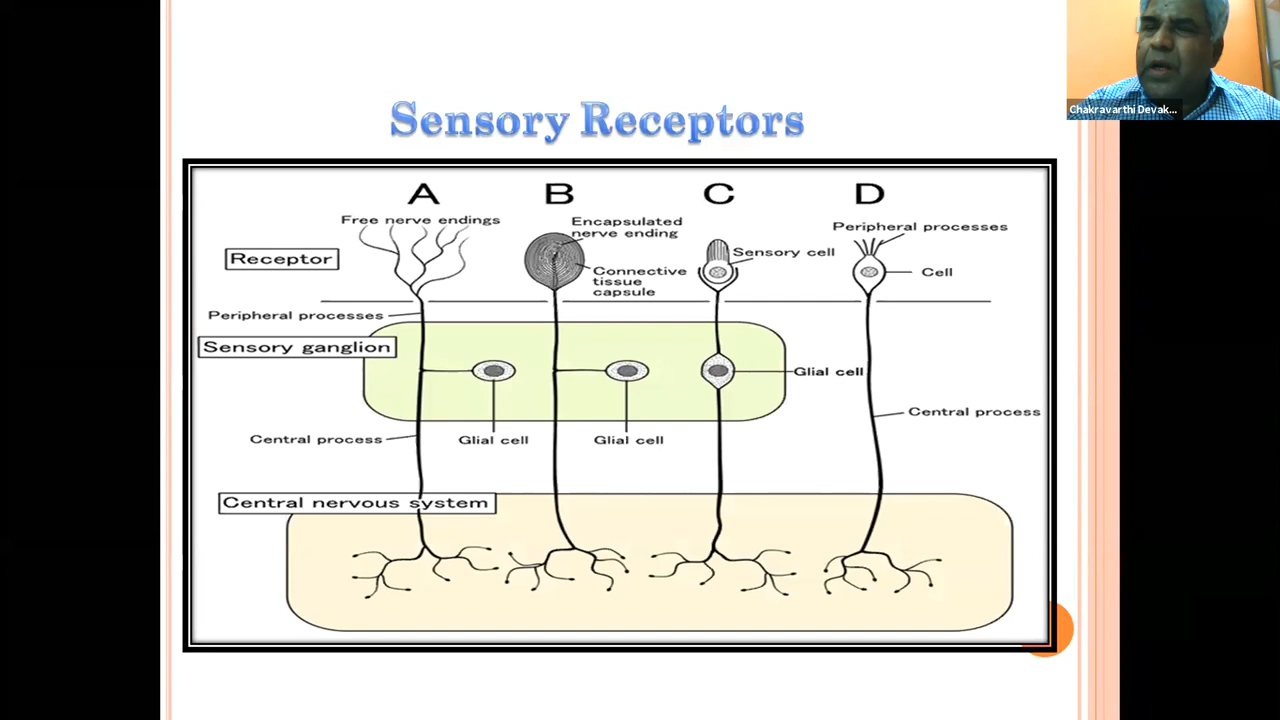 Chakravarthi Devak...
Sensory Receptors
A B C D
Free nerve endings
Encapsulated
nerve ending
Peripheral processes
Receptor
Sensory cell
Connective
tissue
capsule
Cell
Peripheral processes
Sensory ganglion
Glial cell
Central process
Central process
Glial cell
Glial cell
Central nervous system